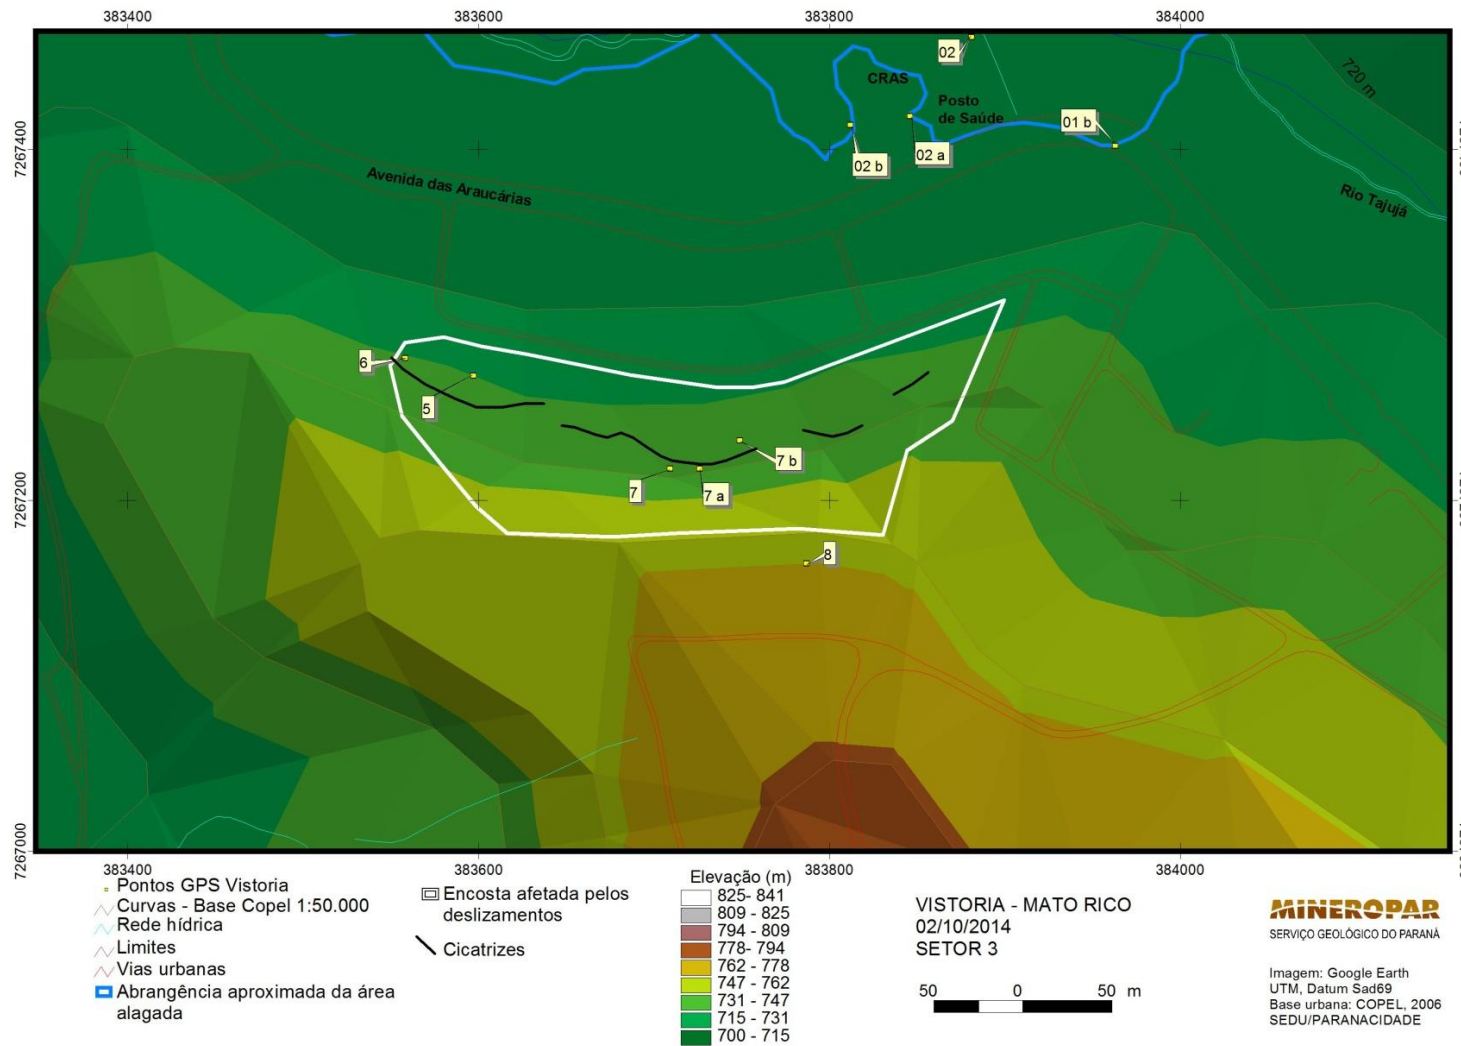 383400
383600
383800
384000
02
CRAS
720 m
Posto
de Saúde
01 b
7267400
02 b
02 a
Avenida das Araucárias
Rio Tajujá
6
5
7 b
7
7 a
7267200
8
7267000
383400
383600
383800
384000
Pontos GPS Vistoria
Curvas - Base Copel 1:50.000
Rede hídrica
Limites
Vias urbanas
Abrangência aproximada da área
alagada
Encosta afetada pelos
deslizamentos
Cicatrizes
Elevação (m)
825- 841
809 - 825
794 - 809
778- 794
762 - 778
747 - 762
731 - 747
715 - 731
700 - 715
VISTORIA - MATO RICO
02/10/2014
SETOR 3
50 0 50 m
MINEROPAR
SERVIÇO GEOLÓGICO DO PARANÁ
Imagem: Google Earth
UTM, Datum Sad69
Base urbana: COPEL, 2006
SEDU/PARANACIDADE